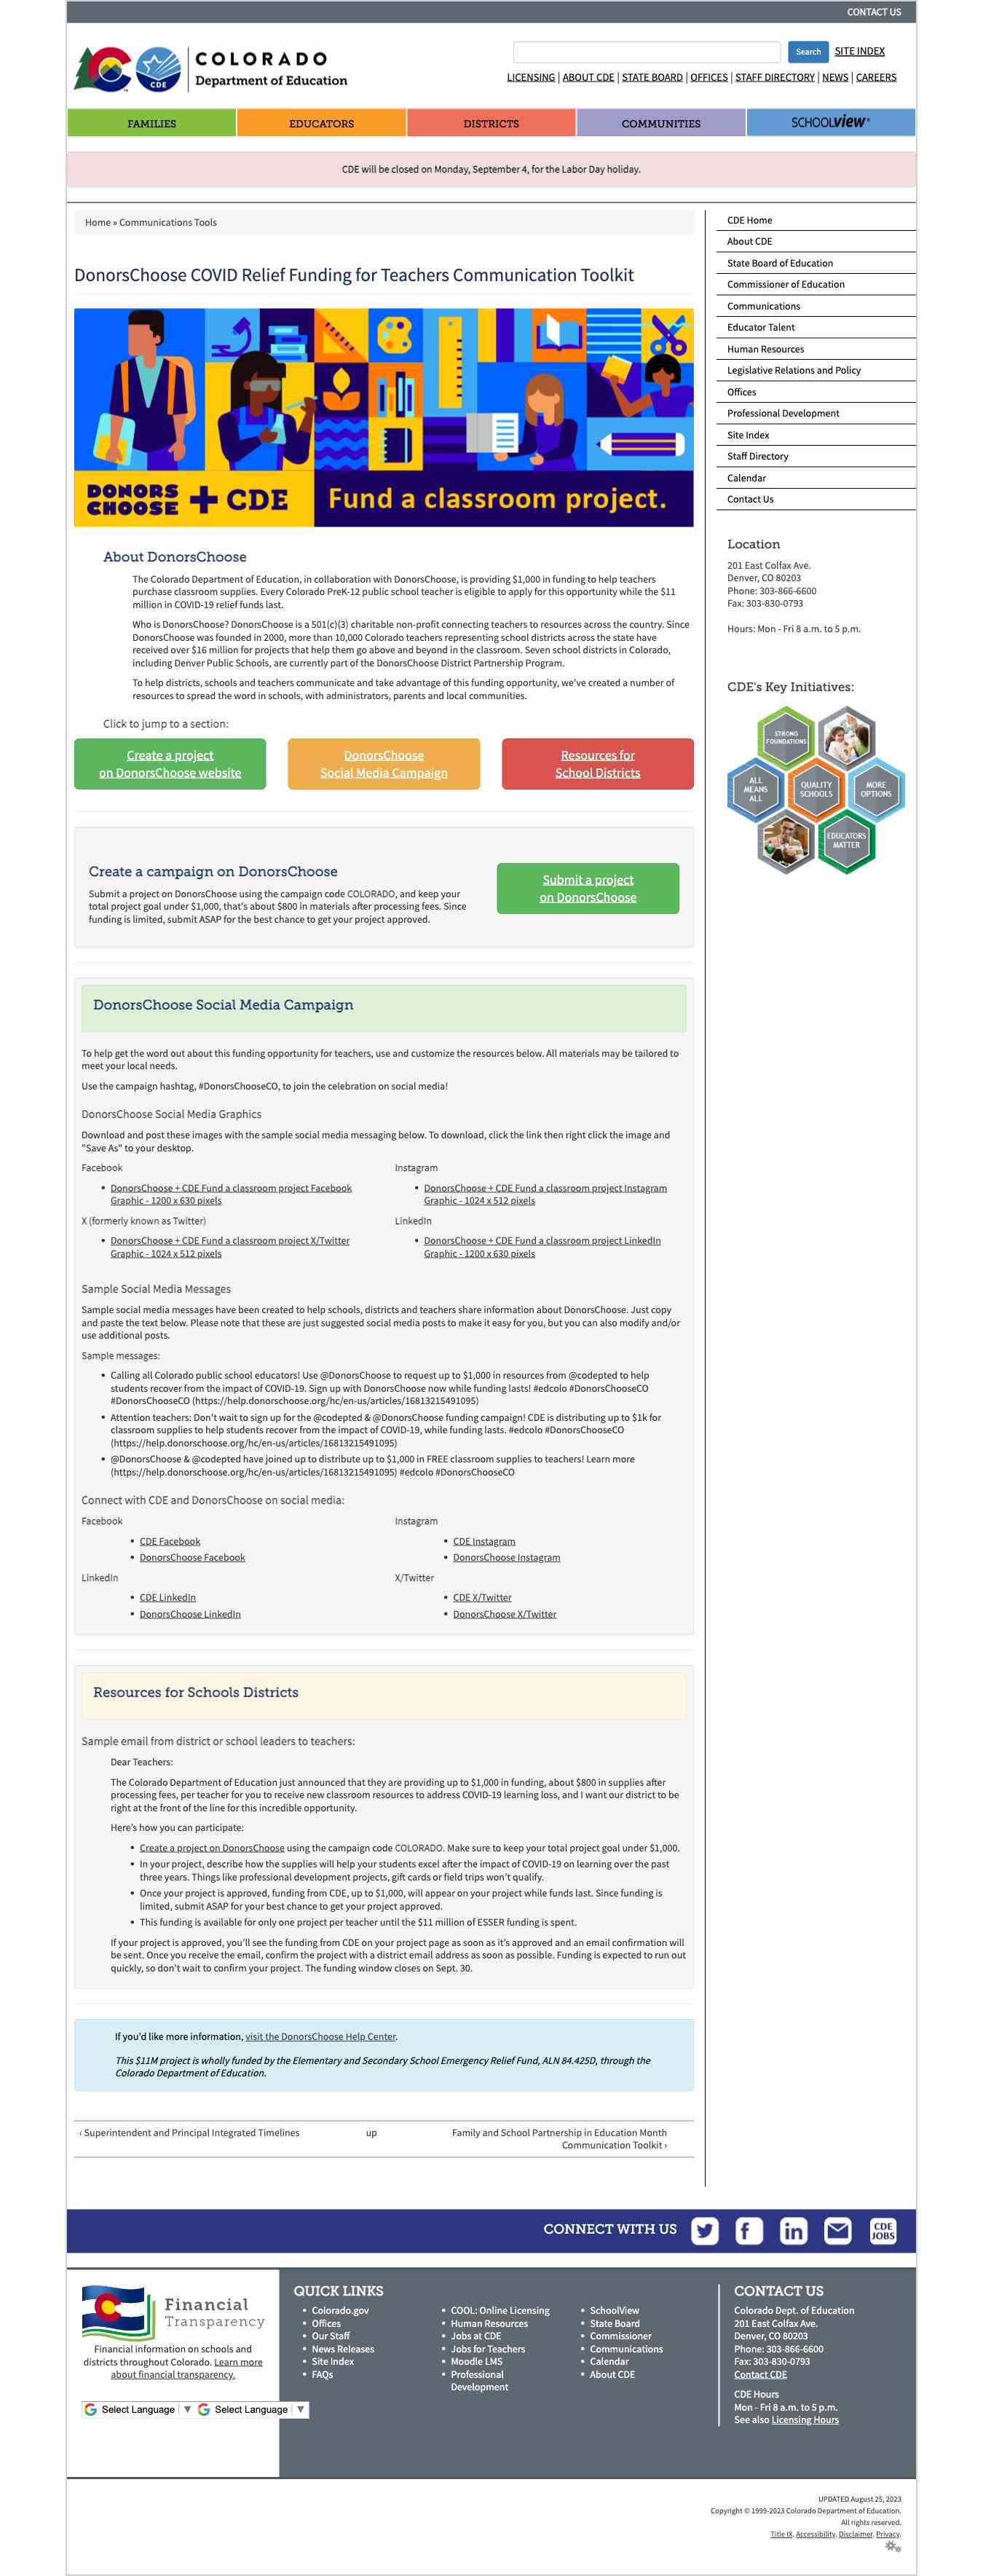 CONTACT US
COLORADO
Department of Education
CDE
Search
SITE INDEX
LICENSING | ABOUT CDE | STATE BOARD | OFFICES | STAFF DIRECTORY | NEWS | CAREERS
FAMILIES
EDUCATORS
DISTRICTS
COMMUNITIES
SCHOOLVIEW®
CDE will be closed on Monday, September 4, for the Labor Day holiday.
Home » Communications Tools
DonorsChoose COVID Relief Funding for Teachers Communication Toolkit
DONORS
CHOOSE + CDE
Fund a classroom project.
About DonorsChoose
The Colorado Department of Education, in collaboration with DonorsChoose, is providing $1,000 in funding to help teachers
purchase classroom supplies. Every Colorado PreK-12 public school teacher is eligible to apply for this opportunity while the $11
million in COVID-19 relief funds last.
Who is DonorsChoose? DonorsChoose is a 501(c)(3) charitable non-profit connecting teachers to resources across the country. Since
DonorsChoose was founded in 2000, more than 10,000 Colorado teachers representing school districts across the state have
received over $16 million for projects that help them go above and beyond in the classroom. Seven school districts in Colorado,
including Denver Public Schools, are currently part of the DonorsChoose District Partnership Program.
To help districts, schools and teachers communicate and take advantage of this funding opportunity, we've created a number of
resources to spread the word in schools, with administrators, parents and local communities.
Click to jump to a section:
Create a project
on DonorsChoose website
DonorsChoose
Social Media Campaign
Resources for
School Districts
Create a campaign on DonorsChoose
Submit a project on DonorsChoose using the campaign code COLORADO, and keep your
total project goal under $1,000, that's about $800 in materials after processing fees. Since
funding is limited, submit ASAP for the best chance to get your project approved.
Submit a project
on DonorsChoose
DonorsChoose Social Media Campaign
To help get the word out about this funding opportunity for teachers, use and customize the resources below. All materials may be tailored to
meet your local needs.
Use the campaign hashtag, #DonorsChooseCO, to join the celebration on social media!
DonorsChoose Social Media Graphics
Download and post these images with the sample social media messaging below. To download, click the link then right click the image and
"Save As" to your desktop.
Facebook
• DonorsChoose + CDE Fund a classroom project Facebook
Graphic - 1200 x 630 pixels
Instagram
• DonorsChoose + CDE Fund a classroom project Instagram
Graphic - 1024 x 512 pixels
X (formerly known as Twitter)
• DonorsChoose + CDE Fund a classroom project X/Twitter
Graphic - 1024 x 512 pixels
LinkedIn
• DonorsChoose + CDE Fund a classroom project LinkedIn
Graphic - 1200 x 630 pixels
Sample Social Media Messages
Sample social media messages have been created to help schools, districts and teachers share information about DonorsChoose. Just copy
and paste the text below. Please note that these are just suggested social media posts to make it easy for you, but you can also modify and/or
use additional posts.
Sample messages:
• Calling all Colorado public school educators! Use @DonorsChoose to request up to $1,000 in resources from @codepted to help
students recover from the impact of COVID-19. Sign up with DonorsChoose now while funding lasts! #edcolo #DonorsChooseCO
#DonorsChooseCO (https://help.donorschoose.org/hc/en-us/articles/16813215491095)
• Attention teachers: Don't wait to sign up for the @codepted & @DonorsChoose funding campaign! CDE is distributing up to $1k for
classroom supplies to help students recover from the impact of COVID-19, while funding lasts. #edcolo #DonorsChooseCO
(https://help.donorschoose.org/hc/en-us/articles/16813215491095)
• @DonorsChoose & @codepted have joined up to distribute up to $1,000 in FREE classroom supplies to teachers! Learn more
(https://help.donorschoose.org/hc/en-us/articles/16813215491095) #edcolo #DonorsChooseCO
Connect with CDE and DonorsChoose on social media:
Facebook
• CDE Facebook
• DonorsChoose Facebook
Instagram
• CDE Instagram
• DonorsChoose Instagram
LinkedIn
• CDE LinkedIn
• DonorsChoose LinkedIn
X/Twitter
• CDE X/Twitter
• DonorsChoose X/Twitter
Resources for Schools Districts
Sample email from district or school leaders to teachers:
Dear Teachers:
The Colorado Department of Education just announced that they are providing up to $1,000 in funding, about $800 in supplies after
processing fees, per teacher for you to receive new classroom resources to address COVID-19 learning loss, and I want our district to be
right at the front of the line for this incredible opportunity.
Here's how you can participate:
• Create a project on DonorsChoose using the campaign code COLORADO. Make sure to keep your total project goal under $1,000.
• In your project, describe how the supplies will help your students excel after the impact of COVID-19 on learning over the past
three years. Things like professional development projects, gift cards or field trips won't qualify.
• Once your project is approved, funding from CDE, up to $1,000, will appear on your project while funds last. Since funding is
limited, submit ASAP for your best chance to get your project approved.
• This funding is available for only one project per teacher until the $11 million of ESSER funding is spent.
If your project is approved, you'll see the funding from CDE on your project page as soon as it's approved and an email confirmation will
be sent. Once you receive the email, confirm the project with a district email address as soon as possible. Funding is expected to run out
quickly, so don't wait to confirm your project. The funding window closes on Sept. 30.
If you'd like more information, visit the DonorsChoose Help Center.
This $11M project is wholly funded by the Elementary and Secondary School Emergency Relief Fund, ALN 84.425D, through the
Colorado Department of Education.
‹ Superintendent and Principal Integrated Timelines
up
Family and School Partnership in Education Month
Communication Toolkit ›
CDE Home
About CDE
State Board of Education
Commissioner of Education
Communications
Educator Talent
Human Resources
Legislative Relations and Policy
Offices
Professional Development
Site Index
Staff Directory
Calendar
Contact Us
Location
201 East Colfax Ave.
Denver, CO 80203
Phone: 303-866-6600
Fax: 303-830-0793
Hours: Mon - Fri 8 a.m. to 5 p.m.
CDE's Key Initiatives:
STRONG
FOUNDATIONS
ALL
MEANS
ALL
QUALITY
SCHOOLS
MORE
OPTIONS
EDUCATORS
MATTER
CONNECT WITH US
CDE
JOBS
Financial
Transparency
Financial information on schools and
districts throughout Colorado. Learn more
about financial transparency.
Select Language ▼
Select Language ▼
QUICK LINKS
• Colorado.gov
• Offices
• Our Staff
• News Releases
• Site Index
• FAQs
• COOL: Online Licensing
• Human Resources
• Jobs at CDE
• Jobs for Teachers
• Moodle LMS
• Professional
Development
• SchoolView
• State Board
• Commissioner
• Communications
• Calendar
• About CDE
CONTACT US
Colorado Dept. of Education
201 East Colfax Ave.
Denver, CO 80203
Phone: 303-866-6600
Fax: 303-830-0793
Contact CDE
CDE Hours
Mon - Fri 8 a.m. to 5 p.m.
See also Licensing Hours
UPDATED August 25, 2023
Copyright © 1999-2023 Colorado Department of Education.
All rights reserved.
Title IX. Accessibility. Disclaimer. Privacy.